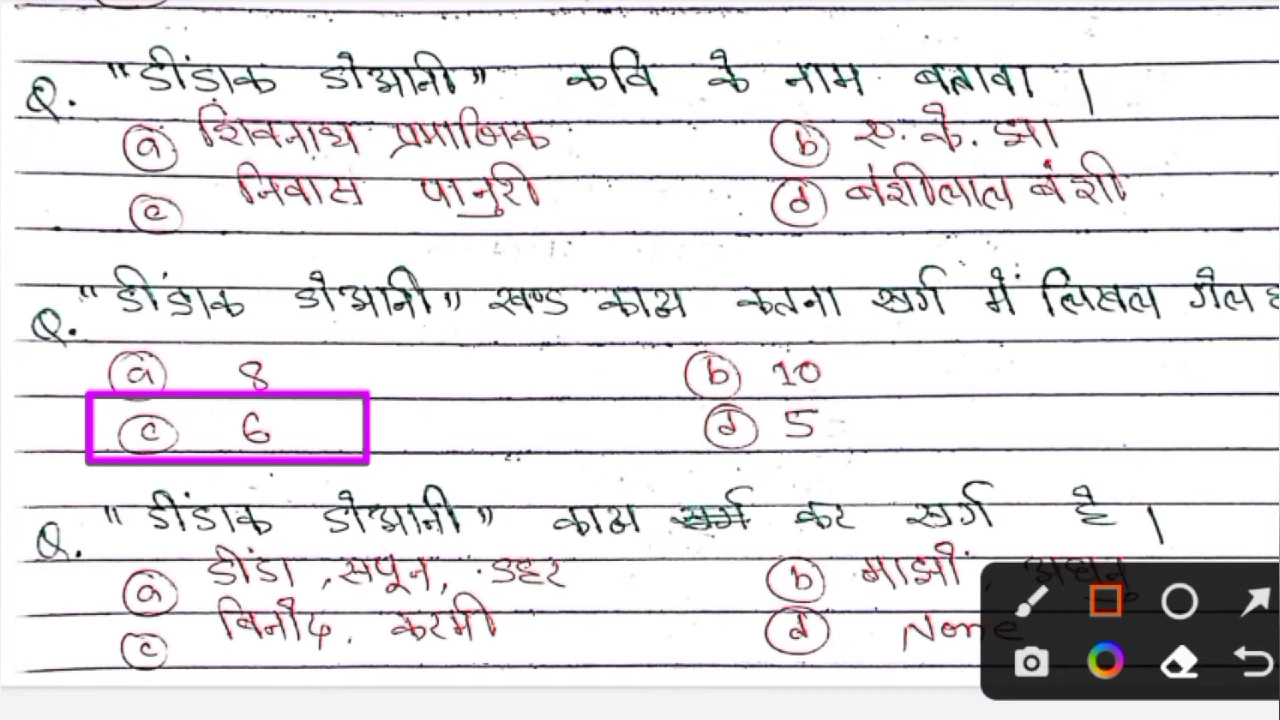 Q. "डींडाक डोआनी" कवि के नाम बतावा |
(a) शिवनाथ प्रमाणिक (b) ए. के. झा
(c) निवास पानुरी (d) बंशीलाल बंशी
Q. "डींडाक डोआनी" खण्ड काव्य कतना सर्ग में लिखल गेल
(a) 8 (b) 10
(c) 6 (d) 5
Q. "डींडाक डोआनी" काव्य कर सर्ग है |
(a) डींडा, सपून, डहर (b) माझी,
(c) बिनोद, करमी (d) None